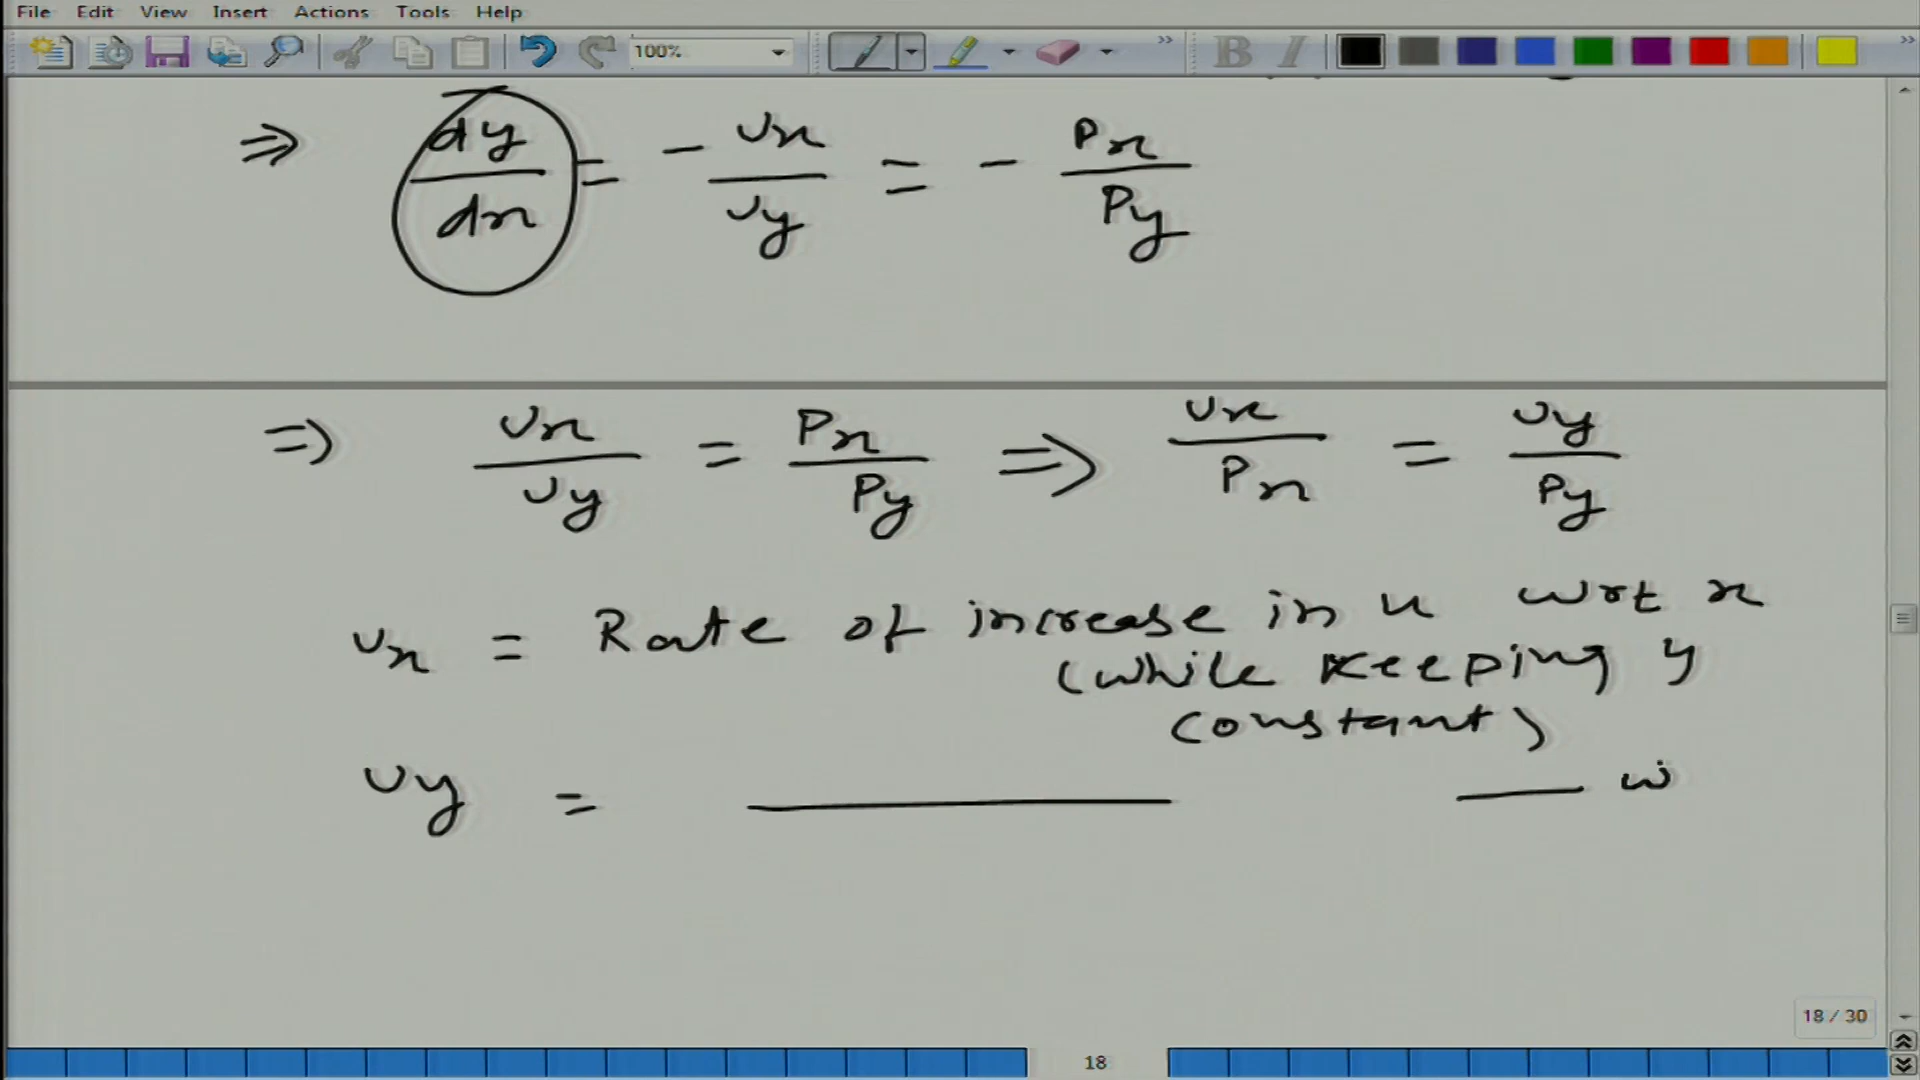 File Edit View Insert Actions Tools Help
100%
B I
⇒ dy/dx = - Ux/Uy = - Px/Py
⇒ Ux/Uy = Px/Py ⇒ Ux/Px = Uy/Py
Ux = Rate of increase in u wrt x
(while keeping y
constant)
Uy = ______ ___ w
18 / 30
18